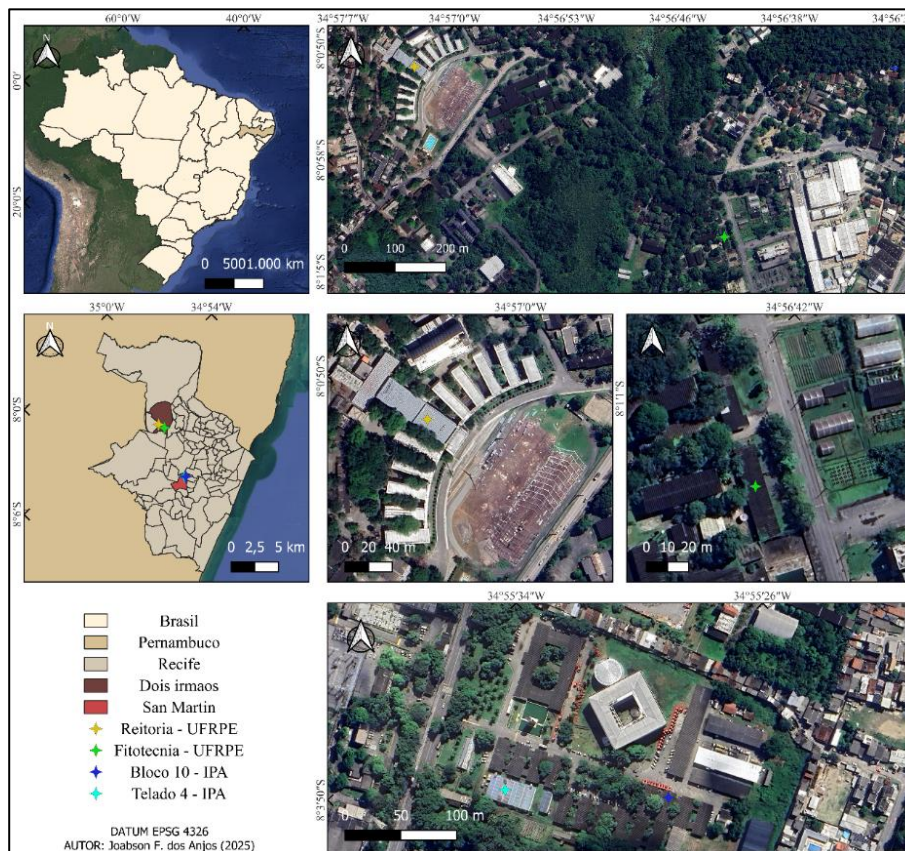 60°0'W 40°0'W
N
0°0'
20°0'S
0 5001.000 km
34°57'7"W 34°57'0"W 34°56'53"W 34°56'46"W 34°56'38"W
8°0'50"S
8°0'58"S
8°1'5"S
0 100 200 m
35°0'W 34°54'W
N
8°0'S
8°6'S
0 2,5 5 km
34°57'0"W
8°0'50"S
0 20 40 m
34°56'42"W
8°1'1"S
0 10 20 m
Brasil
Pernambuco
Recife
Dois irmaos
San Martin
Reitoria - UFRPE
Fitotecnia - UFRPE
Bloco 10 - IPA
Telado 4 - IPA
DATUM EPSG 4326
AUTOR: Joabson F. dos Anjos (2025)
34°55'34"W 34°55'26"W
8°3'50"S
0 50 100 m